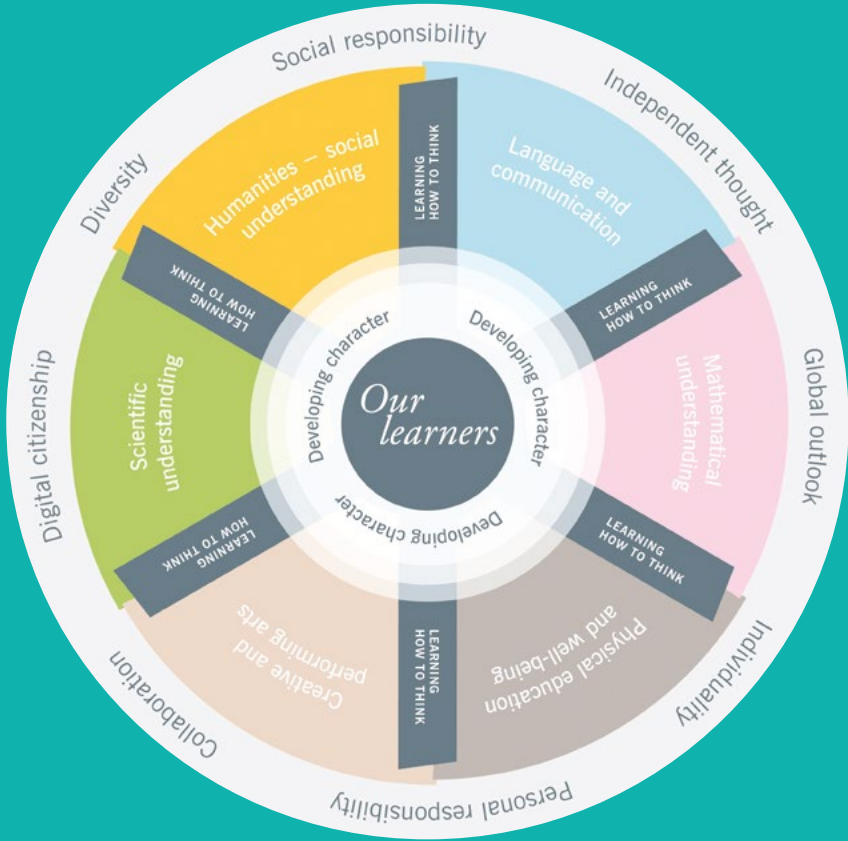 Social responsibility
Independent thought
Global outlook
Individuality
Personal responsibility
Collaboration
Digital citizenship
Diversity
Humanities – social
understanding
Language and
communication
Mathematical
understanding
Physical education
and well-being
Creative and
performing arts
Scientific
understanding
LEARNING
HOW TO THINK
LEARNING
HOW TO THINK
LEARNING
HOW TO THINK
LEARNING
HOW TO THINK
LEARNING
HOW TO THINK
LEARNING
HOW TO THINK
Developing character
Developing character
Developing character
Our
learners